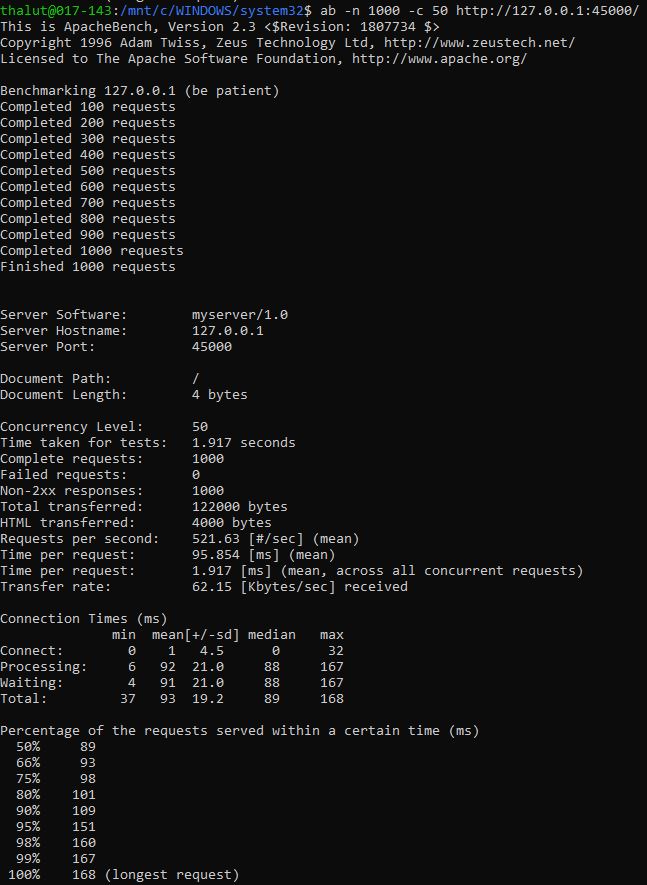 thalut@017-143:/mnt/c/WINDOWS/system32$ ab -n 1000 -c 50 http://127.0.0.1:45000/
This is ApacheBench, Version 2.3 <$Revision: 1807734 $>
Copyright 1996 Adam Twiss, Zeus Technology Ltd, http://www.zeustech.net/
Licensed to The Apache Software Foundation, http://www.apache.org/

Benchmarking 127.0.0.1 (be patient)
Completed 100 requests
Completed 200 requests
Completed 300 requests
Completed 400 requests
Completed 500 requests
Completed 600 requests
Completed 700 requests
Completed 800 requests
Completed 900 requests
Completed 1000 requests
Finished 1000 requests


Server Software:        myserver/1.0
Server Hostname:        127.0.0.1
Server Port:            45000

Document Path:          /
Document Length:        4 bytes

Concurrency Level:      50
Time taken for tests:   1.917 seconds
Complete requests:      1000
Failed requests:        0
Non-2xx responses:      1000
Total transferred:      122000 bytes
HTML transferred:       4000 bytes
Requests per second:    521.63 [#/sec] (mean)
Time per request:       95.854 [ms] (mean)
Time per request:       1.917 [ms] (mean, across all concurrent requests)
Transfer rate:          62.15 [Kbytes/sec] received

Connection Times (ms)
              min  mean[+/-sd] median   max
Connect:        0    1   4.5      0      32
Processing:     6   92  21.0     88     167
Waiting:        4   91  21.0     88     167
Total:         37   93  19.2     89     168

Percentage of the requests served within a certain time (ms)
  50%     89
  66%     93
  75%     98
  80%    101
  90%    109
  95%    151
  98%    160
  99%    167
 100%    168 (longest request)